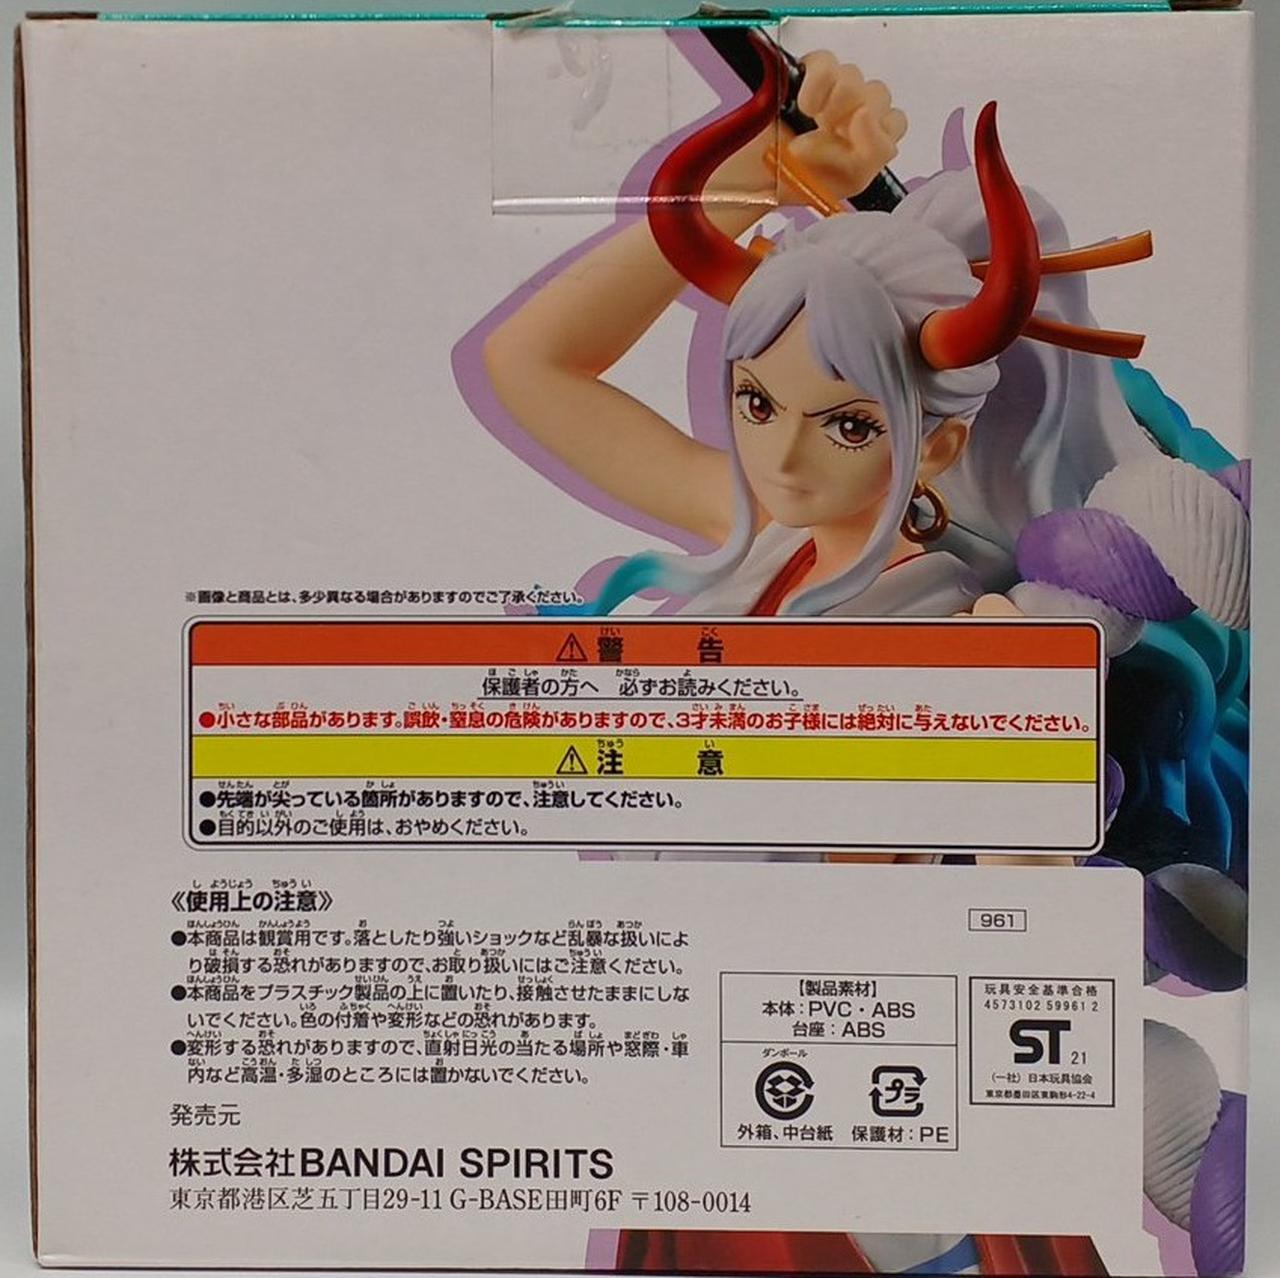 ※画像と商品とは、多少異なる場合がありますのでご了承ください。
⚠警告
保護者の方へ 必ずお読みください。
●小さな部品があります。誤飲・窒息の危険がありますので、3才未満のお子様には絶対に与えないでください。
⚠注意
●先端が尖っている箇所がありますので、注意してください。
●目的以外のご使用は、おやめください。
《使用上の注意》
●本商品は観賞用です。落としたり強いショックなど乱暴な扱いによ
り破損する恐れがありますので、お取り扱いにはご注意ください。
●本商品をプラスチック製品の上に置いたり、接触させたままにしな
いでください。色の付着や変形などの恐れがあります。
●変形する恐れがありますので、直射日光の当たる場所や窓際・車
内など高温・多湿のところには置かないでください。
発売元
株式会社BANDAI SPIRITS
東京都港区芝五丁目29-11 G-BASE田町6F 〒108-0014
961
【製品素材】
本体：PVC・ABS
台座：ABS
ダンボール
外箱、中台紙
プラ
保護材：PE
玩具安全基準合格
4573102 59961 2
ST 21
(一社) 日本玩具協会
東京都墨田区東駒形4-22-4